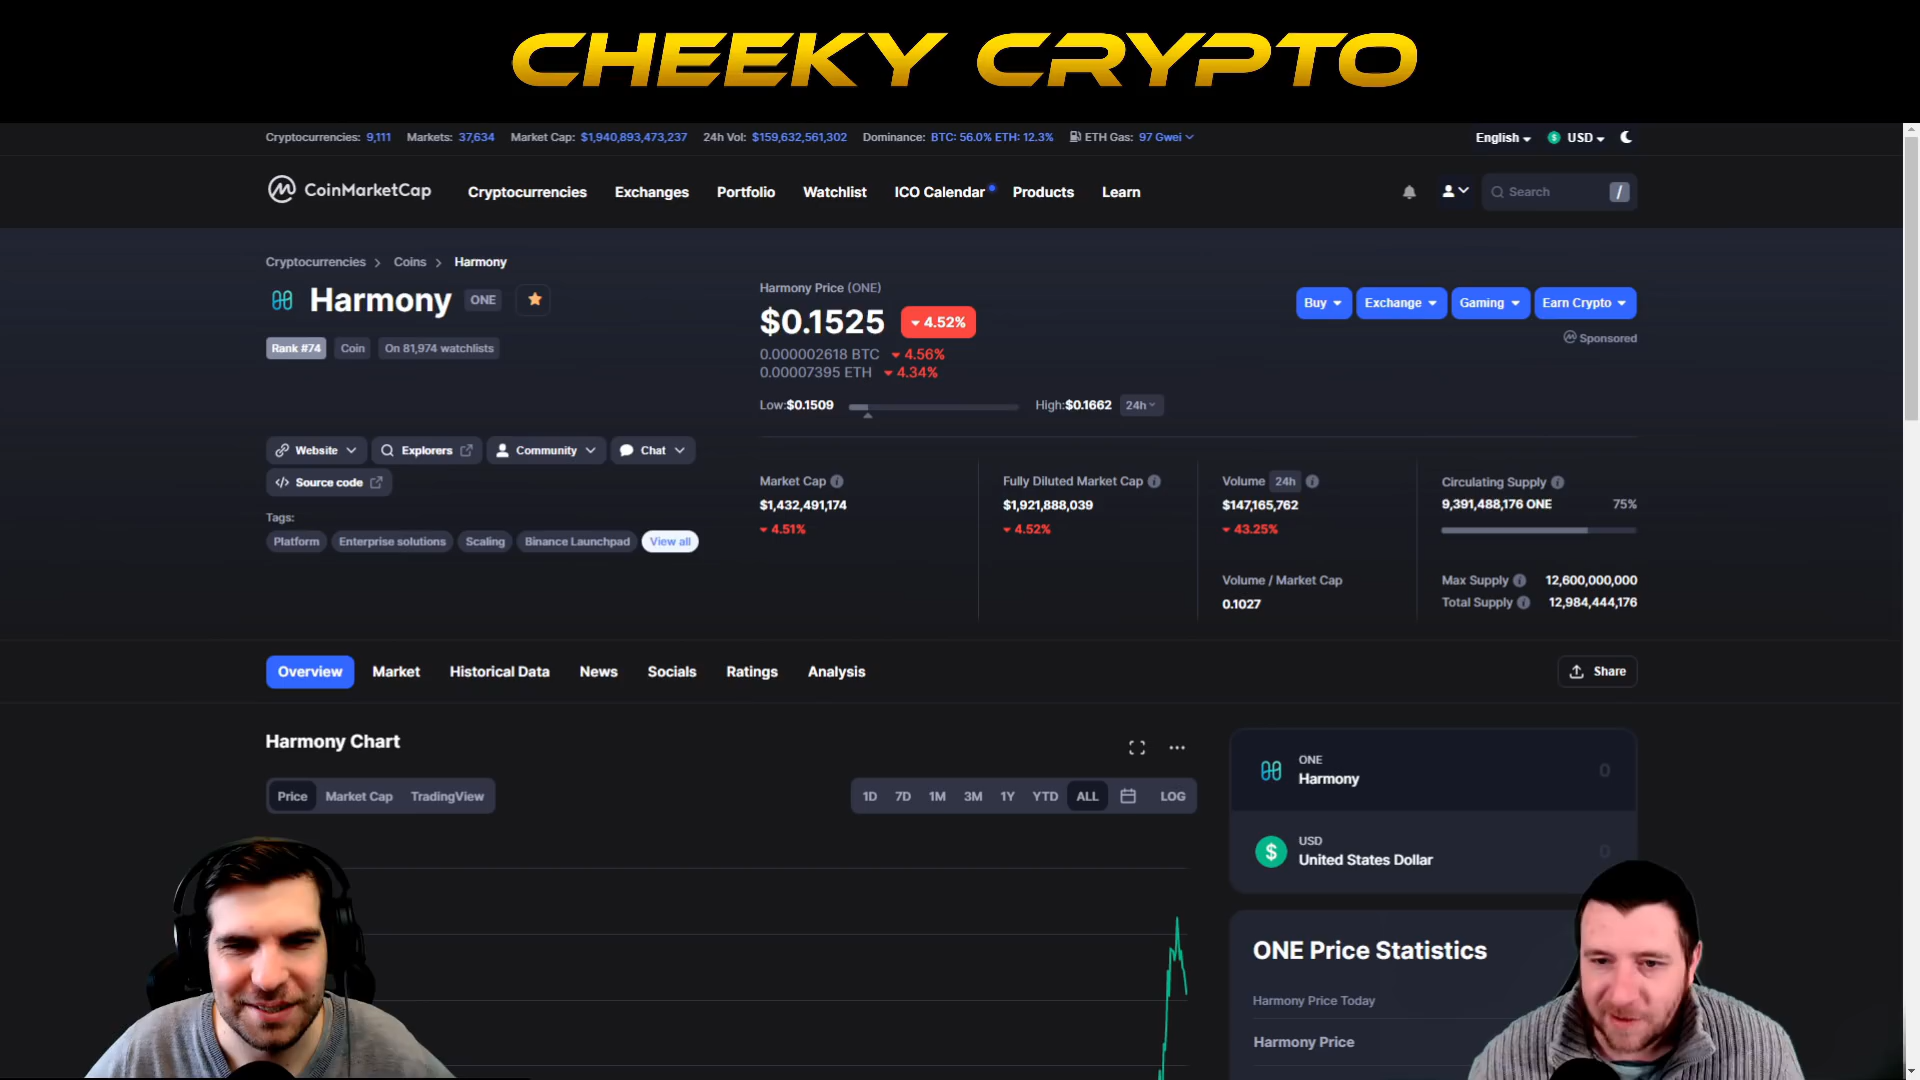 CHEEKY CRYPTO
Cryptocurrencies: 9,111 Markets: 37,634 Market Cap: $1,940,893,473,237 24h Vol: $159,632,561,302 Dominance: BTC: 56.0% ETH: 12.3% ETH Gas: 97 Gwei English USD
CoinMarketCap Cryptocurrencies Exchanges Portfolio Watchlist ICO Calendar Products Learn Search /
Cryptocurrencies > Coins > Harmony
Harmony ONE
Rank #74 Coin On 81,974 watchlists
Website Explorers Community Chat
Source code
Tags:
Platform Enterprise solutions Scaling Binance Launchpad View all
Harmony Price (ONE)
$0.1525 4.52%
0.000002618 BTC 4.56%
0.00007395 ETH 4.34%
Low:$0.1509 High:$0.1662 24h
Buy Exchange Gaming Earn Crypto
Sponsored
Market Cap
$1,432,491,174
4.51%
Fully Diluted Market Cap
$1,921,888,039
4.52%
Volume 24h
$147,165,762
43.25%
Volume / Market Cap
0.1027
Circulating Supply
9,391,488,176 ONE 75%
Max Supply 12,600,000,000
Total Supply 12,984,444,176
Overview Market Historical Data News Socials Ratings Analysis Share
Harmony Chart
Price Market Cap TradingView 1D 7D 1M 3M 1Y YTD ALL LOG
ONE
Harmony 0
USD
United States Dollar 0
$
ONE Price Statistics
Harmony Price Today
Harmony Price